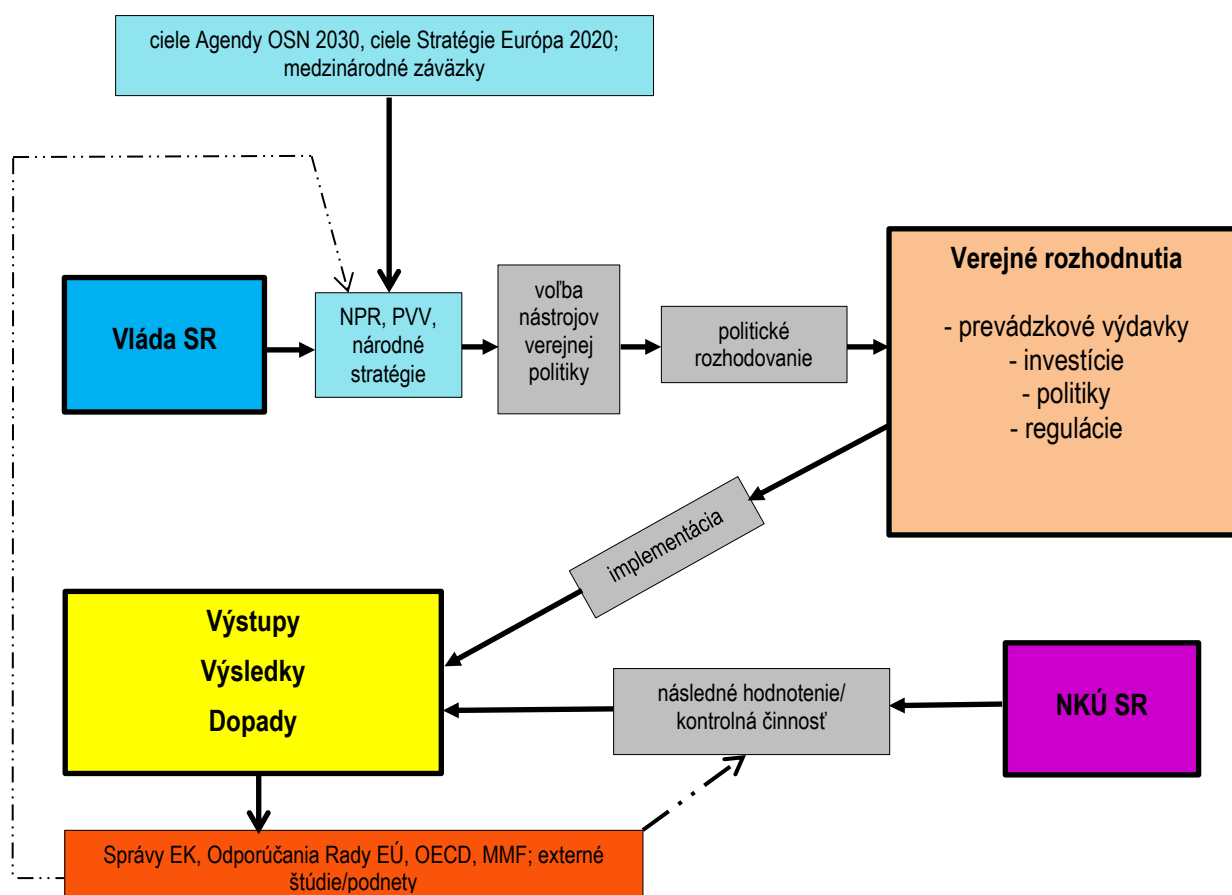 ciele Agendy OSN 2030, ciele Stratégie Európa 2020;
medzinárodné záväzky
Vláda SR
NPR, PVV,
národné
stratégie
voľba
nástrojov
verejnej
politiky
politické
rozhodovanie
Verejné rozhodnutia
- prevádzkové výdavky
- investície
- politiky
- regulácie
implementácia
Výstupy
Výsledky
Dopady
následné hodnotenie/
kontrolná činnosť
NKÚ SR
Správy EK, Odporúčania Rady EÚ, OECD, MMF; externé
štúdie/podnety